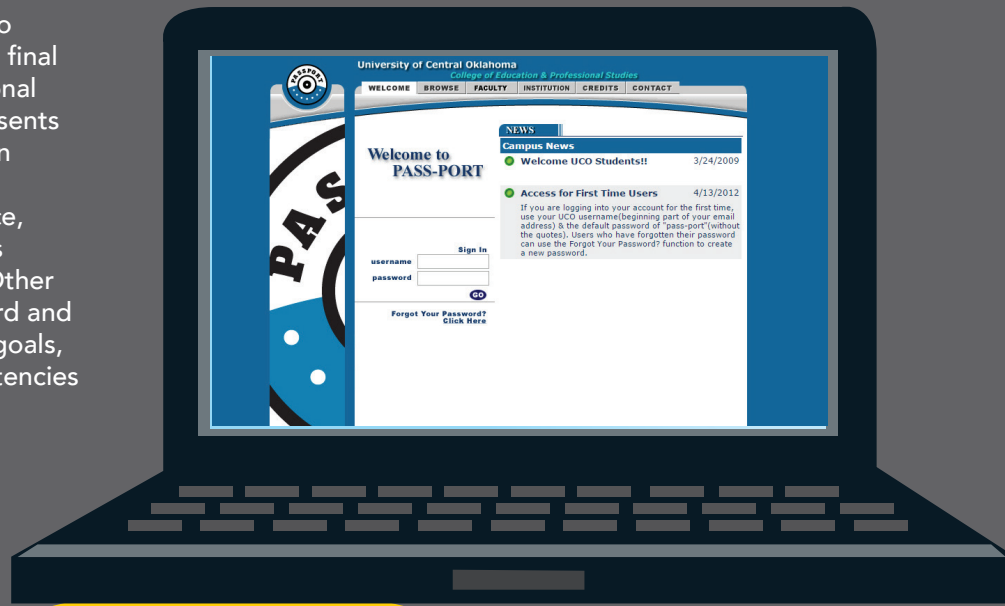 o
final
onal
sents
n
ce,
s
Other
rd and
goals,
tencies
PASSPORT
University of Central Oklahoma
College of Education & Professional Studies
WELCOME BROWSE FACULTY INSTITUTION CREDITS CONTACT
PAS
Welcome to
PASS-PORT
Sign In
username
password
GO
Forgot Your Password?
Click Here
NEWS
Campus News
Welcome UCO Students!! 3/24/2009
Access for First Time Users 4/13/2012
If you are logging into your account for the first time,
use your UCO username(beginning part of your email
address) & the default password of "pass-port"(without
the quotes). Users who have forgotten their password
can use the Forgot Your Password? function to create
a new password.